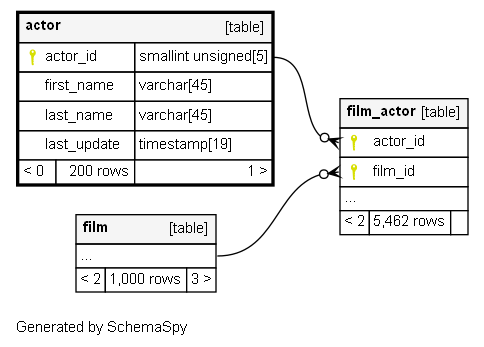 actor [table]
actor_id smallint unsigned[5]
first_name varchar[45]
last_name varchar[45]
last_update timestamp[19]
< 0 200 rows 1 >
film_actor [table]
actor_id
film_id
...
< 2 5,462 rows
film [table]
...
< 2 1,000 rows 3 >
Generated by SchemaSpy